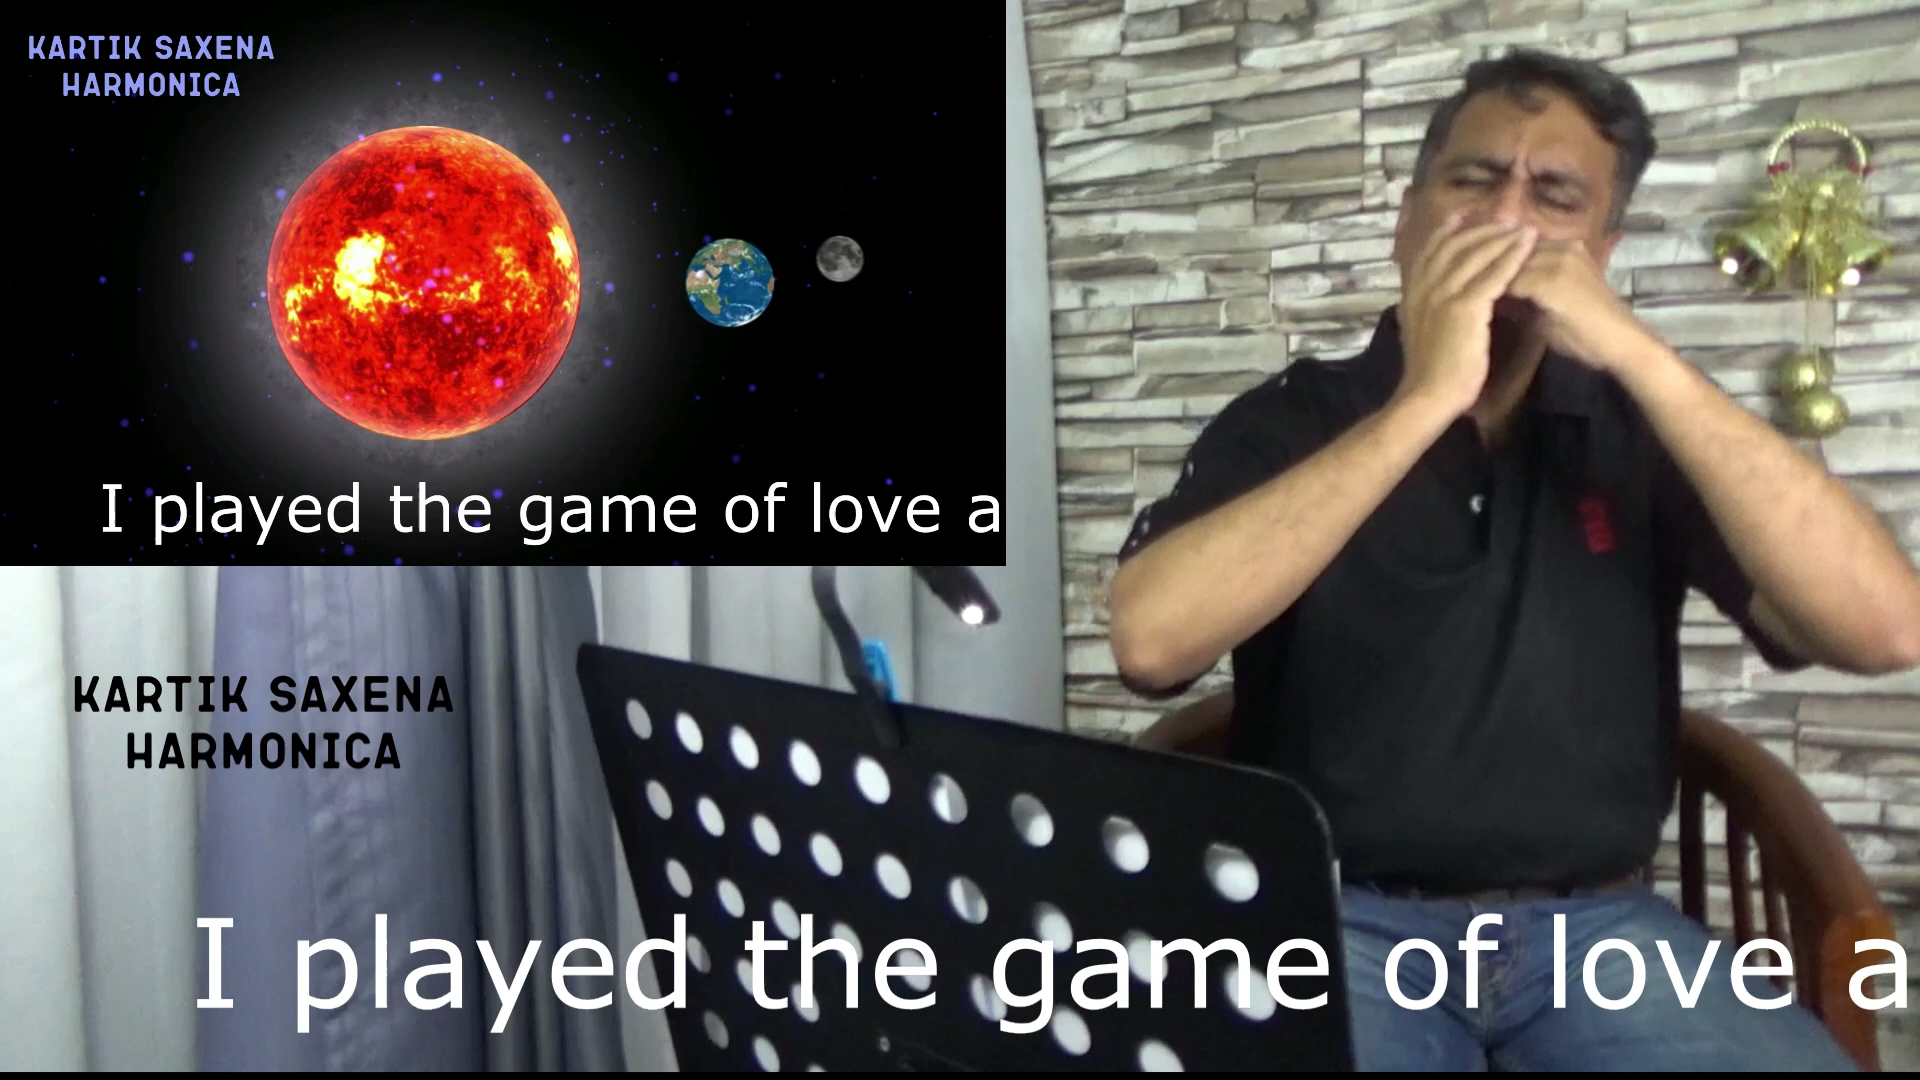 KARTIK SAXENA
HARMONICA
I played the game of love a
KARTIK SAXENA
HARMONICA
I played the game of love a